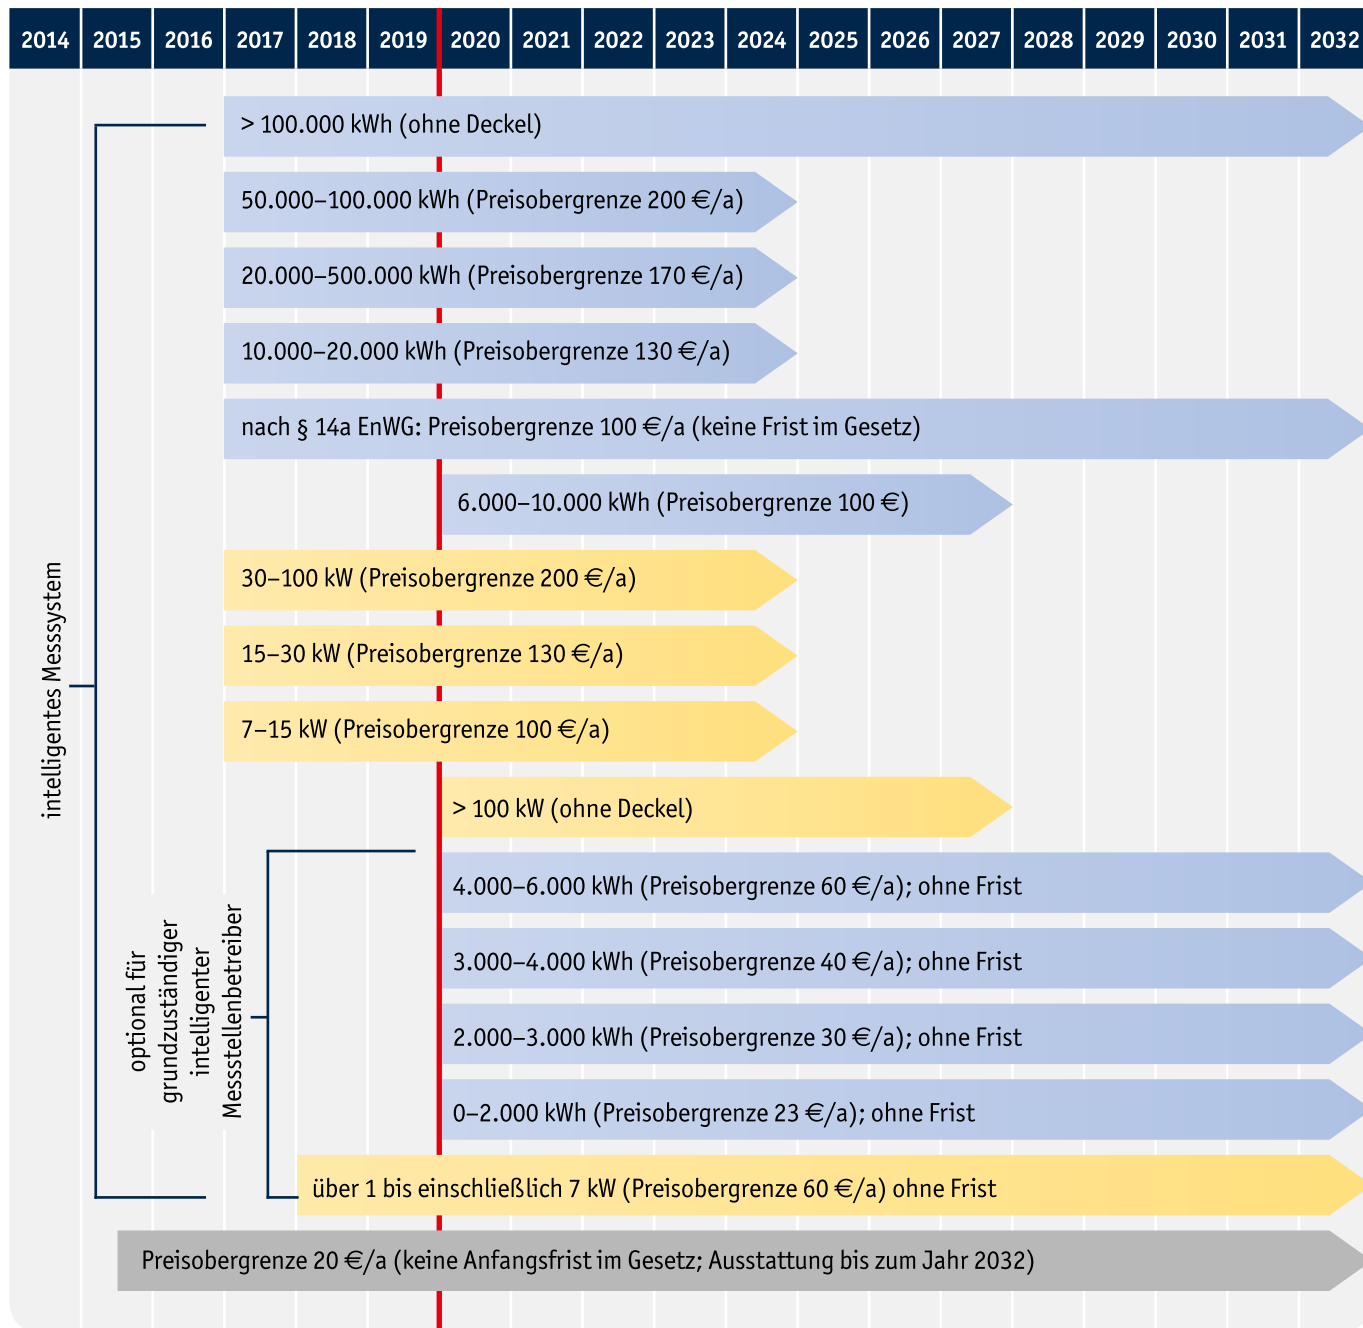 2014 2015 2016 2017 2018 2019 2020 2021 2022 2023 2024 2025 2026 2027 2028 2029 2030 2031 2032
> 100.000 kWh (ohne Deckel)
50.000–100.000 kWh (Preisobergrenze 200 €/a)
20.000–500.000 kWh (Preisobergrenze 170 €/a)
10.000–20.000 kWh (Preisobergrenze 130 €/a)
nach § 14a EnWG: Preisobergrenze 100 €/a (keine Frist im Gesetz)
6.000–10.000 kWh (Preisobergrenze 100 €)
30–100 kW (Preisobergrenze 200 €/a)
15–30 kW (Preisobergrenze 130 €/a)
7–15 kW (Preisobergrenze 100 €/a)
> 100 kW (ohne Deckel)
4.000–6.000 kWh (Preisobergrenze 60 €/a); ohne Frist
3.000–4.000 kWh (Preisobergrenze 40 €/a); ohne Frist
2.000–3.000 kWh (Preisobergrenze 30 €/a); ohne Frist
0–2.000 kWh (Preisobergrenze 23 €/a); ohne Frist
über 1 bis einschließlich 7 kW (Preisobergrenze 60 €/a) ohne Frist
Preisobergrenze 20 €/a (keine Anfangsfrist im Gesetz; Ausstattung bis zum Jahr 2032)
intelligentes Messsystem
optional für
grundzuständiger
intelligenter
Messstellenbetreiber